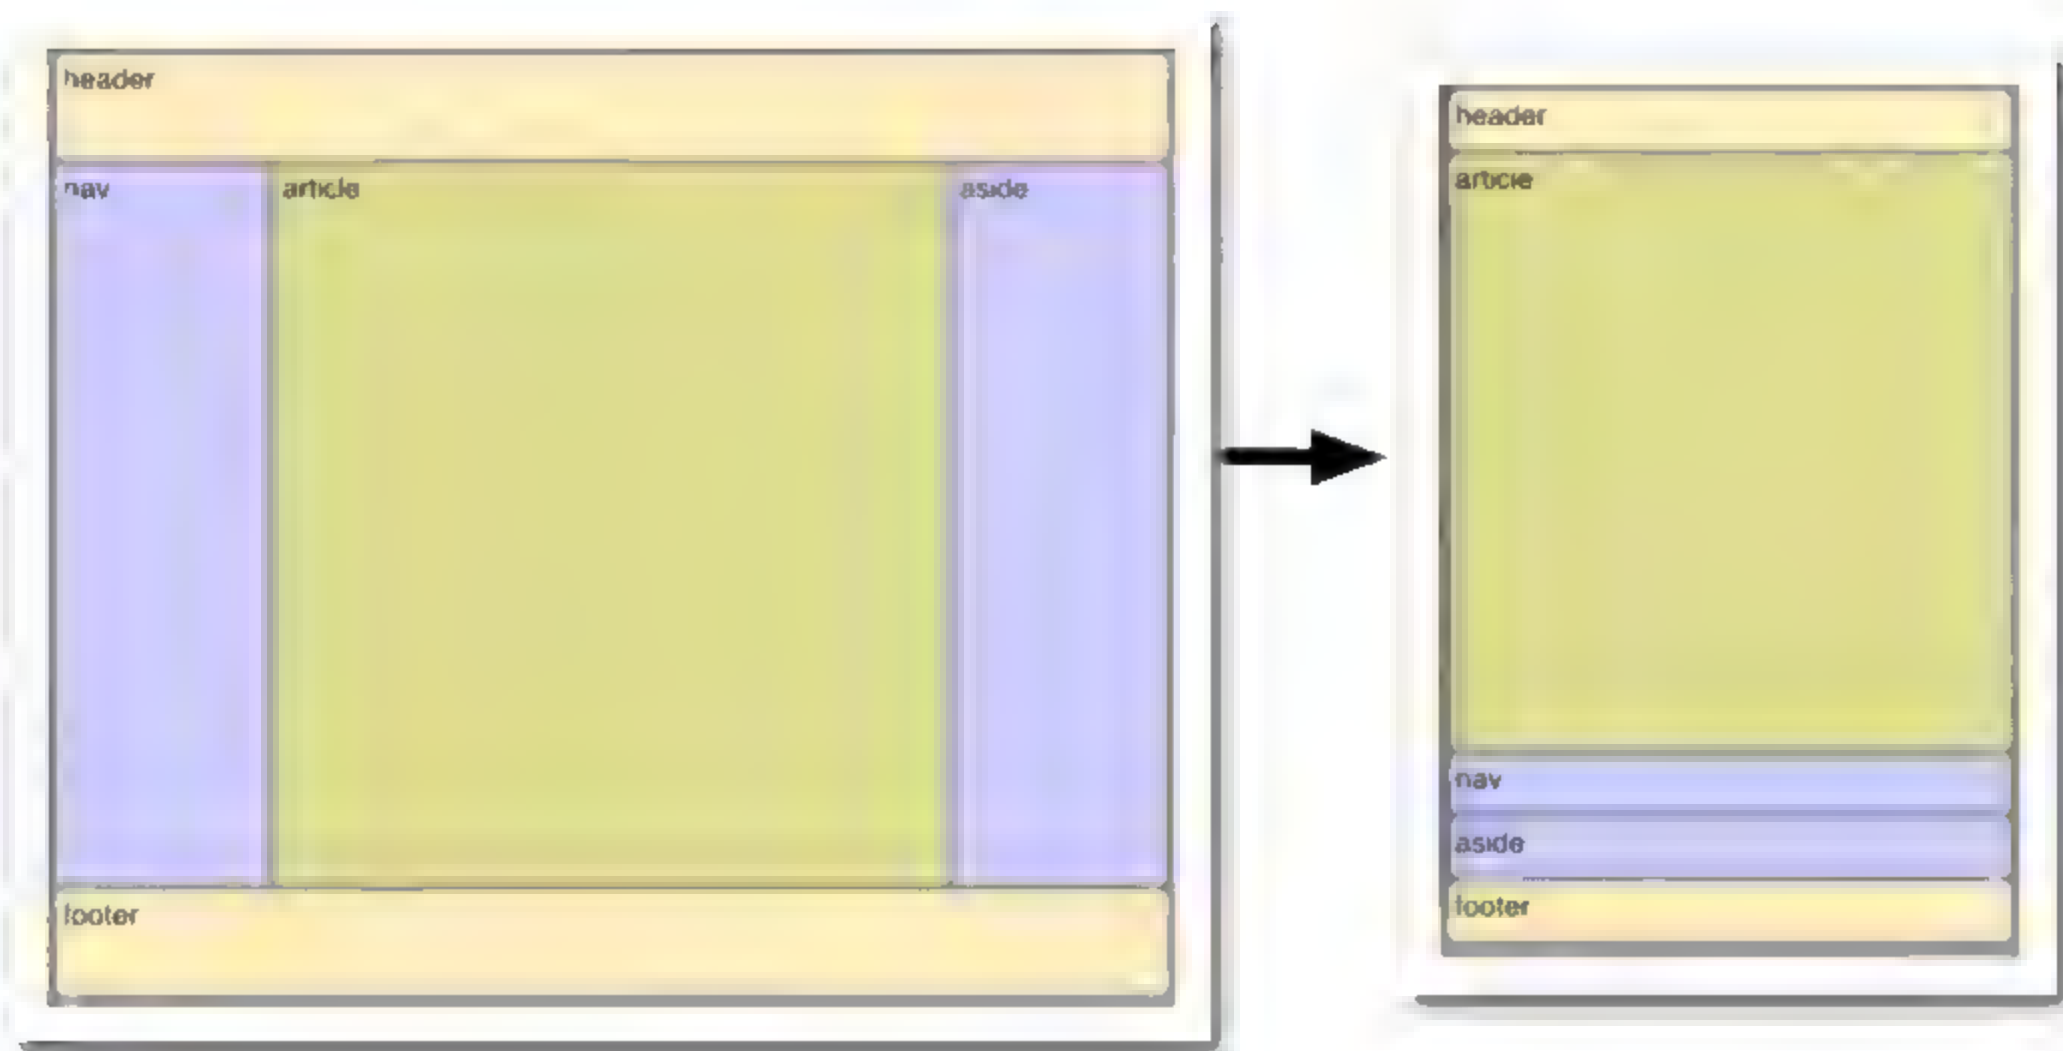 header
nav
article
aside
footer
header
article
nav
aside
footer